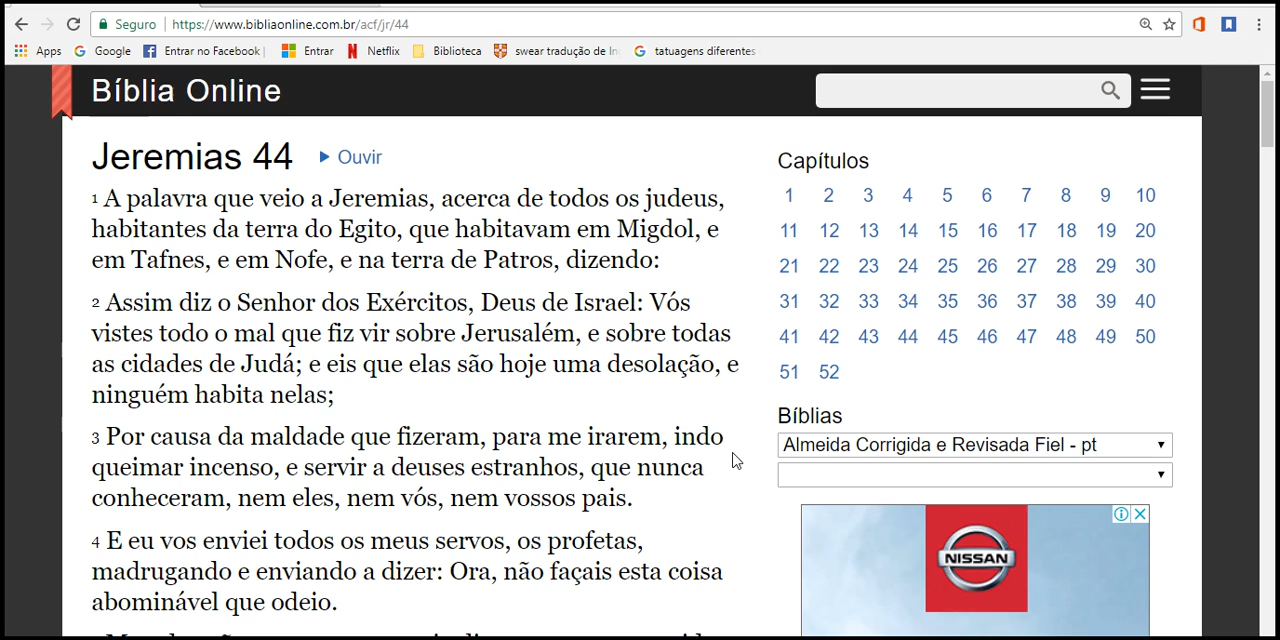 Seguro https://www.bibliaonline.com.br/acf/jr/44
Apps Google Entrar no Facebook Entrar Netflix Biblioteca swear tradução de In tatuagens diferentes
Bíblia Online
Jeremias 44 Ouvir
1 A palavra que veio a Jeremias, acerca de todos os judeus,
habitantes da terra do Egito, que habitavam em Migdol, e
em Tafnes, e em Nofe, e na terra de Patros, dizendo:
2 Assim diz o Senhor dos Exércitos, Deus de Israel: Vós
vistes todo o mal que fiz vir sobre Jerusalém, e sobre todas
as cidades de Judá; e eis que elas são hoje uma desolação, e
ninguém habita nelas;
3 Por causa da maldade que fizeram, para me irarem, indo
queimar incenso, e servir a deuses estranhos, que nunca
conheceram, nem eles, nem vós, nem vossos pais.
4 E eu vos enviei todos os meus servos, os profetas,
madrugando e enviando a dizer: Ora, não façais esta coisa
abominável que odeio.
Capítulos
1 2 3 4 5 6 7 8 9 10
11 12 13 14 15 16 17 18 19 20
21 22 23 24 25 26 27 28 29 30
31 32 33 34 35 36 37 38 39 40
41 42 43 44 45 46 47 48 49 50
51 52
Bíblias
Almeida Corrigida e Revisada Fiel - pt
NISSAN